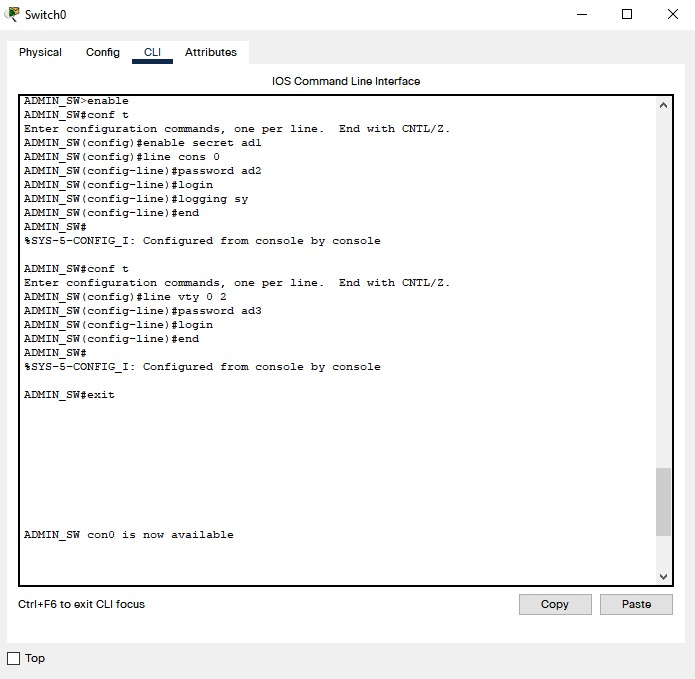 Switch0
Physical Config CLI Attributes
IOS Command Line Interface
ADMIN_SW>enable
ADMIN_SW#conf t
Enter configuration commands, one per line.  End with CNTL/Z.
ADMIN_SW(config)#enable secret ad1
ADMIN_SW(config)#line cons 0
ADMIN_SW(config-line)#password ad2
ADMIN_SW(config-line)#login
ADMIN_SW(config-line)#logging sy
ADMIN_SW(config-line)#end
ADMIN_SW#
%SYS-5-CONFIG_I: Configured from console by console
ADMIN_SW#conf t
Enter configuration commands, one per line.  End with CNTL/Z.
ADMIN_SW(config)#line vty 0 2
ADMIN_SW(config-line)#password ad3
ADMIN_SW(config-line)#login
ADMIN_SW(config-line)#end
ADMIN_SW#
%SYS-5-CONFIG_I: Configured from console by console
ADMIN_SW#exit
ADMIN_SW con0 is now available
Ctrl+F6 to exit CLI focus
Copy Paste
Top